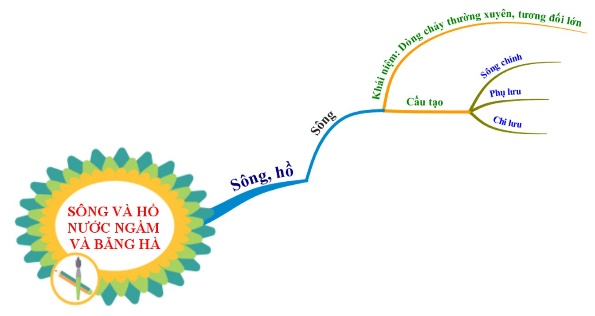 SÔNG VÀ HỒ
NƯỚC NGẦM
VÀ BĂNG HÀ
Sông, hồ
Sông
Khái niệm: Dòng chảy thường xuyên, tương đối lớn
Cấu tạo
Sông chính
Phụ lưu
Chi lưu